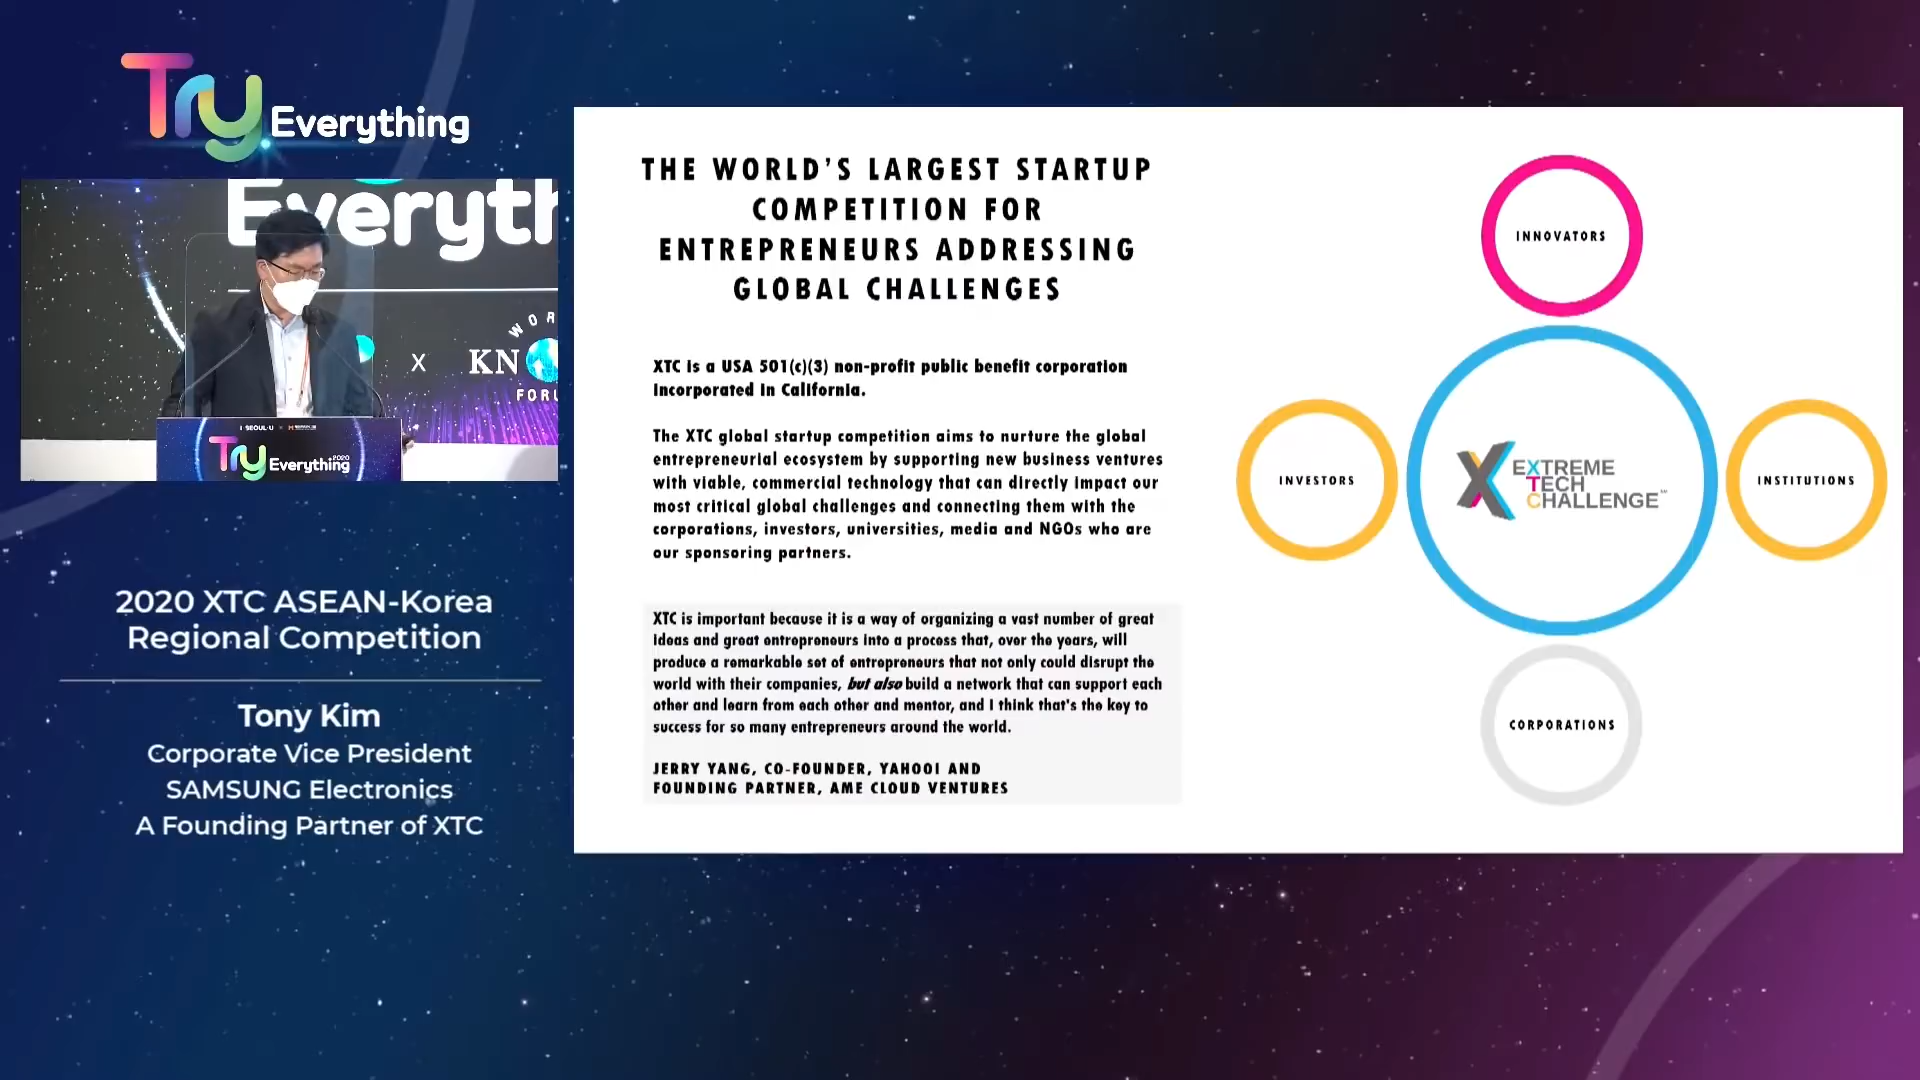 Try Everything
Everyth
X
WOR
KN
FORU
I·SEOUL·U
Try Everything 2020
2020 XTC ASEAN-Korea
Regional Competition
Tony Kim
Corporate Vice President
SAMSUNG Electronics
A Founding Partner of XTC
THE WORLD'S LARGEST STARTUP
COMPETITION FOR
ENTREPRENEURS ADDRESSING
GLOBAL CHALLENGES
XTC is a USA 501(c)(3) non-profit public benefit corporation
incorporated in California.
The XTC global startup competition aims to nurture the global
entrepreneurial ecosystem by supporting new business ventures
with viable, commercial technology that can directly impact our
most critical global challenges and connecting them with the
corporations, investors, universities, media and NGOs who are
our sponsoring partners.
XTC is important because it is a way of organizing a vast number of great
ideas and great entrepreneurs into a process that, over the years, will
produce a remarkable set of entrepreneurs that not only could disrupt the
world with their companies, but also build a network that can support each
other and learn from each other and mentor, and I think that's the key to
success for so many entrepreneurs around the world.
JERRY YANG, CO-FOUNDER, YAHOO! AND
FOUNDING PARTNER, AME CLOUD VENTURES
INNOVATORS
INVESTORS
X EXTREME
TECH
CHALLENGE℠
INSTITUTIONS
CORPORATIONS